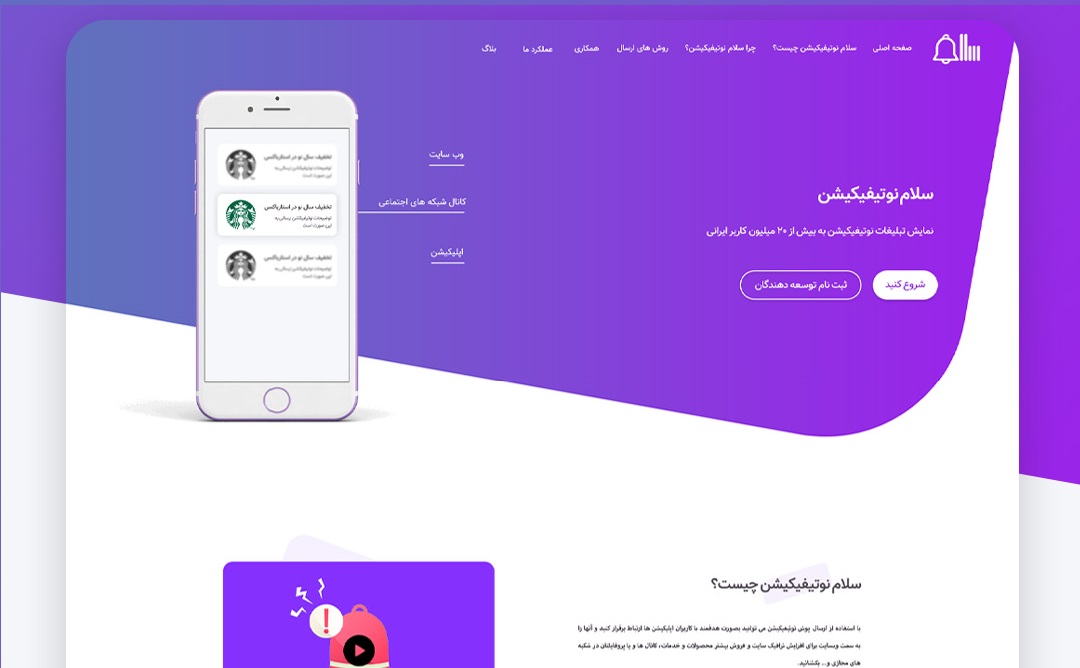 صفحه اصلی
سلام نوتیفیکیشن چیست؟
چرا سلام نوتیفیکیشن؟
روش های ارسال
همکاری
عملکرد ما
بلاگ
سلام نوتیفیکیشن
نمایش تبلیغات نوتیفیکیشن به بیش از ۲۰ میلیون کاربر ایرانی
شروع کنید
ثبت نام توسعه دهندگان
وب سایت
کانال شبکه های اجتماعی
اپلیکیشن
تخفیف سال نو در استارباکس
توضیحات نوتیفیکشن ارسالی به
این صورت است
تخفیف سال نو در استارباکس
توضیحات نوتیفیکشن ارسالی به
این صورت است
تخفیف سال نو در استارباکس
توضیحات نوتیفیکشن ارسالی به
این صورت است
سلام نوتیفیکیشن چیست؟
با استفاده از ارسال پوش نوتیفیکیشن می توانید بصورت هدفمند با کاربران اپلیکیشن ها ارتباط برقرار کنید و آنها را
به سمت وبسایت برای افزایش ترافیک سایت و فروش بیشتر محصولات و خدمات، کانال ها و یا پروفایلتان در شبکه
های مجازی و... بکشانید.